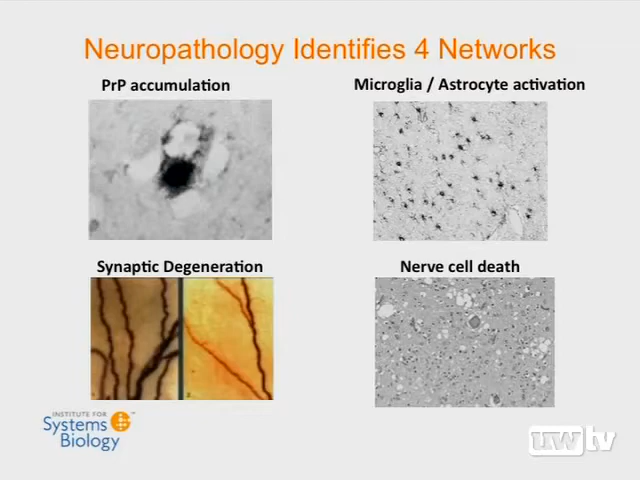 Neuropathology Identifies 4 Networks
PrP accumulation
Microglia / Astrocyte activation
Synaptic Degeneration
Nerve cell death
INSTITUTE FOR
Systems
Biology
uwtv